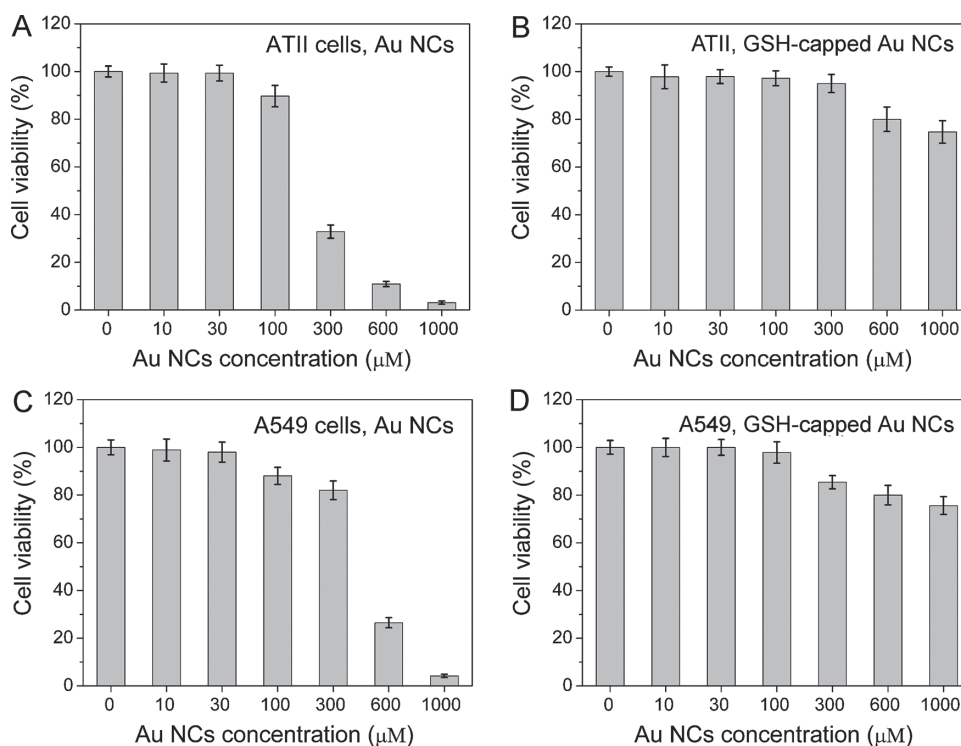 A
ATII cells, Au NCs
Cell viability (%)
120
100
80
60
40
20
0
0 10 30 100 300 600 1000
Au NCs concentration (μM)
B
ATII, GSH-capped Au NCs
Cell viability (%)
120
100
80
60
40
20
0
0 10 30 100 300 600 1000
Au NCs concentration (μM)
C
A549 cells, Au NCs
Cell viability (%)
120
100
80
60
40
20
0
0 10 30 100 300 600 1000
Au NCs concentration (μM)
D
A549, GSH-capped Au NCs
Cell viability (%)
120
100
80
60
40
20
0
0 10 30 100 300 600 1000
Au NCs concentration (μM)